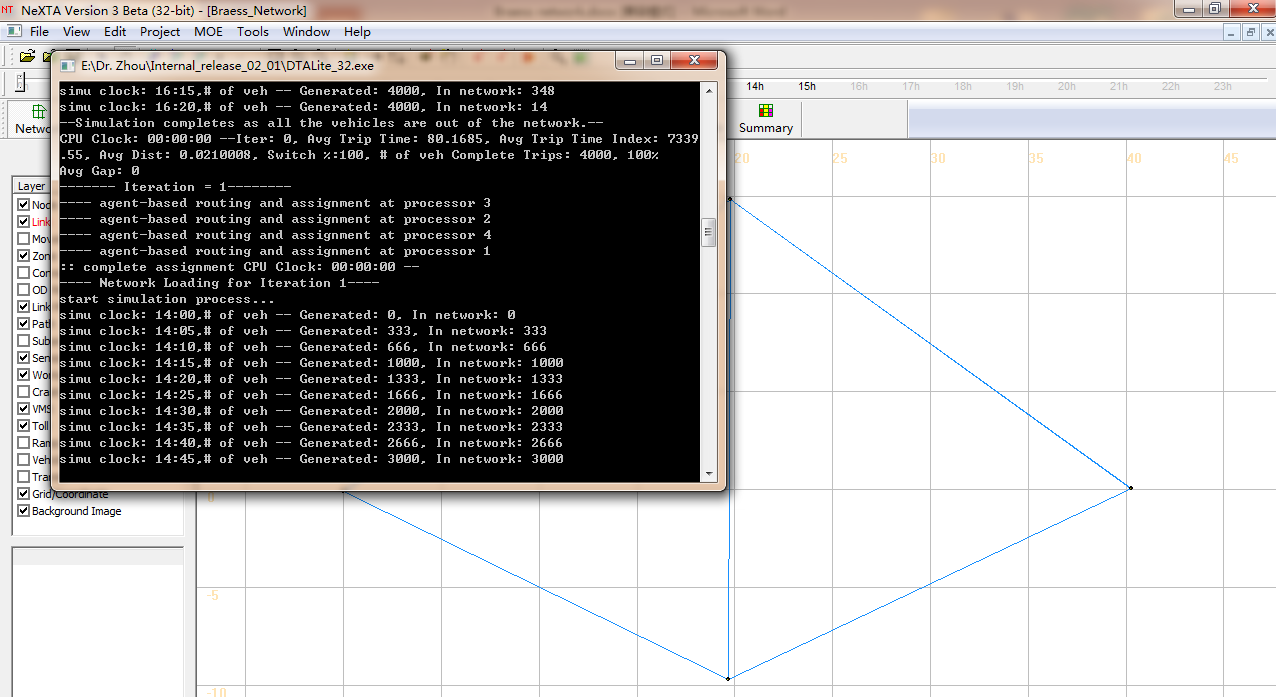 NeXTA Version 3 Beta (32-bit) - [Braess_Network]
File View Edit Project MOE Tools Window Help
E:\Dr. Zhou\Internal_release_02_01\DTALite_32.exe
14h 15h 16h 17h 18h 19h 20h 21h 22h 23h
Netwo
Summary
simu clock: 16:15,# of veh -- Generated: 4000, In network: 348
simu clock: 16:20,# of veh -- Generated: 4000, In network: 14
--Simulation completes as all the vehicles are out of the network.--
CPU Clock: 00:00:00 --Iter: 0, Avg Trip Time: 80.1685, Avg Trip Time Index: 7339
.55, Avg Dist: 0.0210008, Switch %:100, # of veh Complete Trips: 4000, 100%
Avg Gap: 0
------- Iteration = 1--------
---- agent-based routing and assignment at processor 3
---- agent-based routing and assignment at processor 2
---- agent-based routing and assignment at processor 4
---- agent-based routing and assignment at processor 1
:: complete assignment CPU Clock: 00:00:00 --
---- Network Loading for Iteration 1----
start simulation process...
simu clock: 14:00,# of veh -- Generated: 0, In network: 0
simu clock: 14:05,# of veh -- Generated: 333, In network: 333
simu clock: 14:10,# of veh -- Generated: 666, In network: 666
simu clock: 14:15,# of veh -- Generated: 1000, In network: 1000
simu clock: 14:20,# of veh -- Generated: 1333, In network: 1333
simu clock: 14:25,# of veh -- Generated: 1666, In network: 1666
simu clock: 14:30,# of veh -- Generated: 2000, In network: 2000
simu clock: 14:35,# of veh -- Generated: 2333, In network: 2333
simu clock: 14:40,# of veh -- Generated: 2666, In network: 2666
simu clock: 14:45,# of veh -- Generated: 3000, In network: 3000
Layer
Nod
Link
Mov
Zon
Con
OD
Link
Path
Sub
Sen
Wor
Cra
VMS
Toll
Ram
Veh
Tra
Grid/Coordinate
Background Image
20 25 30 35 40 45
0
-5
-10